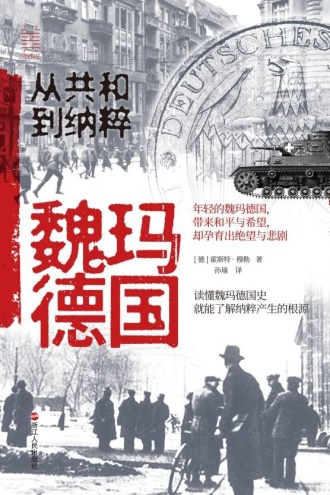 从共和
到纳粹
DEUTSCHES
魏玛
德国
年轻的魏玛德国，
带来和平与希望，
却孕育出绝望与悲剧
［德］霍斯特·穆勒 著
孙瑜 译
读懂魏玛德国史
就能了解纳粹产生的根源
浙江人民出版社